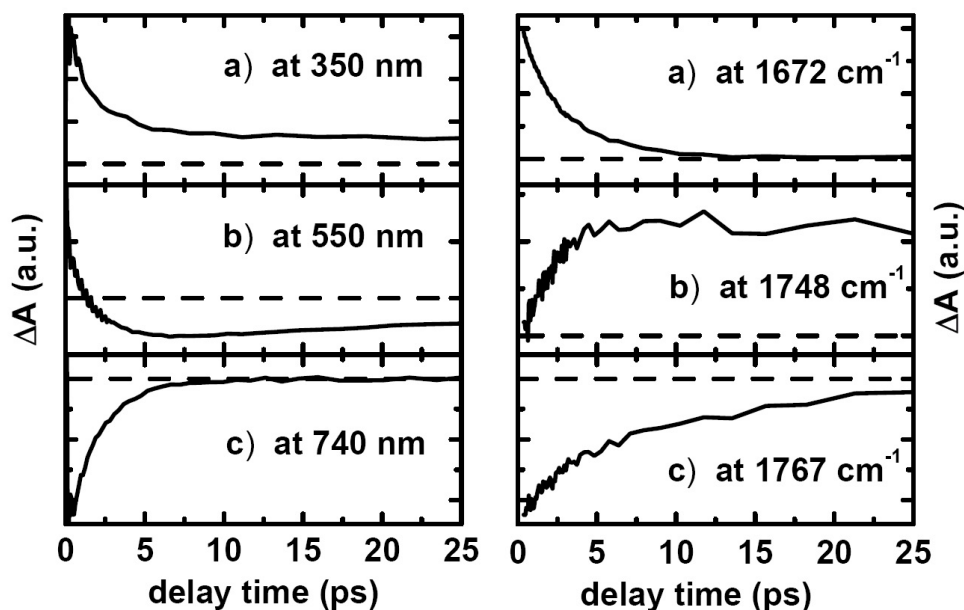 a) at 350 nm
b) at 550 nm
c) at 740 nm
ΔA (a.u.)
0 5 10 15 20 25
delay time (ps)
a) at 1672 cm⁻¹
b) at 1748 cm⁻¹
c) at 1767 cm⁻¹
ΔA (a.u.)
0 5 10 15 20 25
delay time (ps)